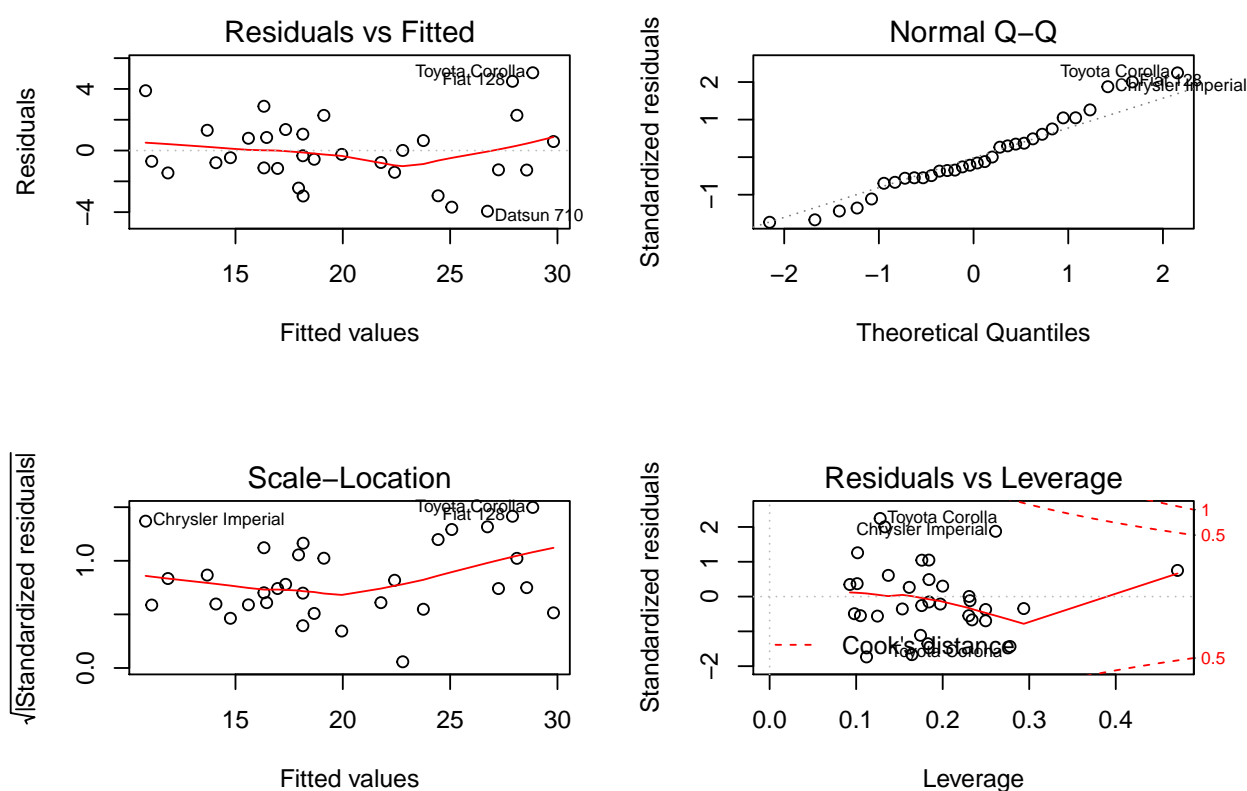 Residuals vs Fitted
Residuals
4
0
−4
Toyota Corolla
Fiat 128
Datsun 710
15
20
25
30
Fitted values
Normal Q−Q
Standardized residuals
2
1
−1
Toyota Corolla
Fiat 128
Chrysler Imperial
−2
−1
0
1
2
Theoretical Quantiles
Scale−Location
√|Standardized residuals|
1.0
0.0
Toyota Corolla
Fiat 128
Chrysler Imperial
15
20
25
30
Fitted values
Residuals vs Leverage
Standardized residuals
2
1
0
−2
Toyota Corolla
Chrysler Imperial
Cook's distance
Toyota Corona
1
0.5
0.5
0.0
0.1
0.2
0.3
0.4
Leverage